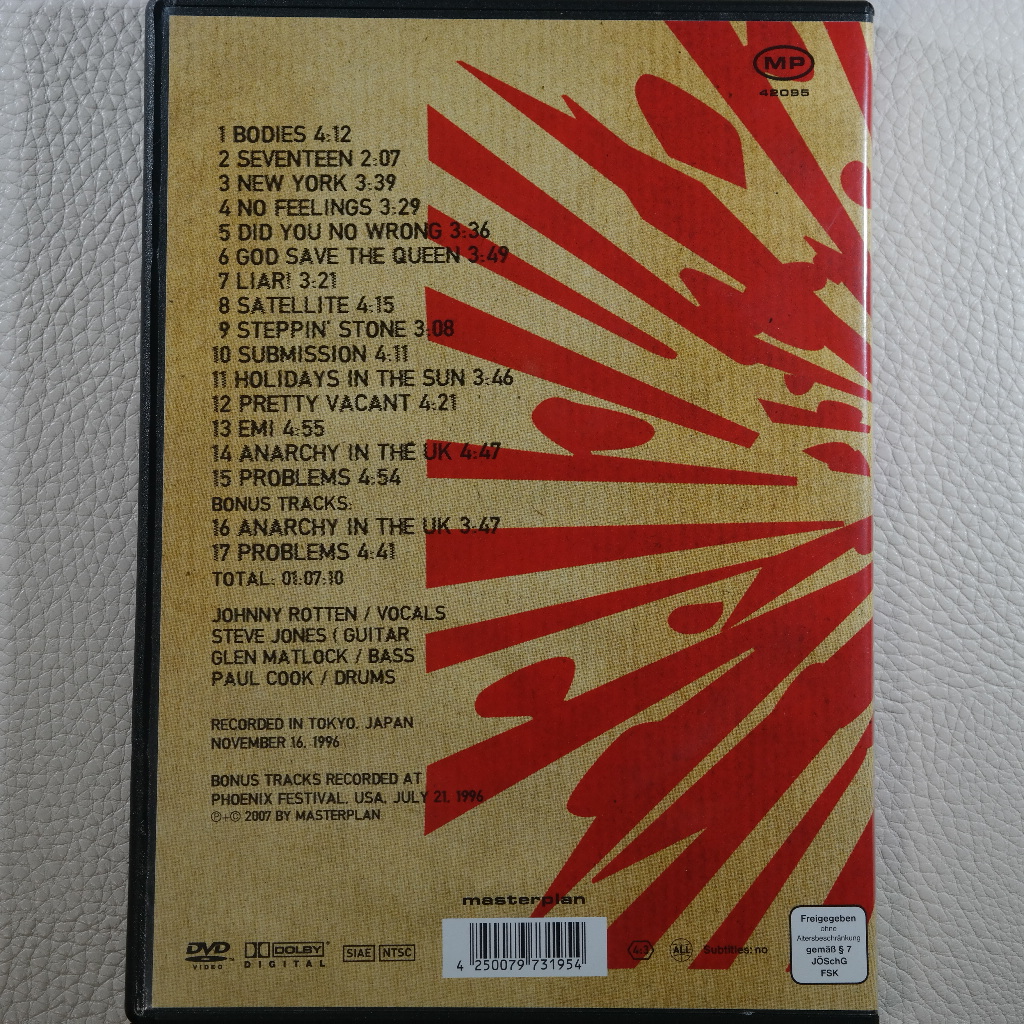 MP
42095
1 BODIES 4:12
2 SEVENTEEN 2:07
3 NEW YORK 3:39
4 NO FEELINGS 3:29
5 DID YOU NO WRONG 3:36
6 GOD SAVE THE QUEEN 3:49
7 LIAR! 3:21
8 SATELLITE 4:15
9 STEPPIN' STONE 3:08
10 SUBMISSION 4:11
11 HOLIDAYS IN THE SUN 3:46
12 PRETTY VACANT 4:21
13 EMI 4:55
14 ANARCHY IN THE UK 4:47
15 PROBLEMS 4:54
BONUS TRACKS:
16 ANARCHY IN THE UK 3:47
17 PROBLEMS 4:41
TOTAL: 01:07:10
JOHNNY ROTTEN / VOCALS
STEVE JONES ( GUITAR
GLEN MATLOCK / BASS
PAUL COOK / DRUMS
RECORDED IN TOKYO, JAPAN
NOVEMBER 16, 1996
BONUS TRACKS RECORDED AT
PHOENIX FESTIVAL, USA, JULY 21, 1996
℗+© 2007 BY MASTERPLAN
masterplan
DVD VIDEO
DOLBY DIGITAL
SIAE NTSC
4 250079 731954
4:3 ALL Subtitles: no
Freigegeben
ohne
Altersbeschränkung
gemäß § 7
JÖSchG
FSK